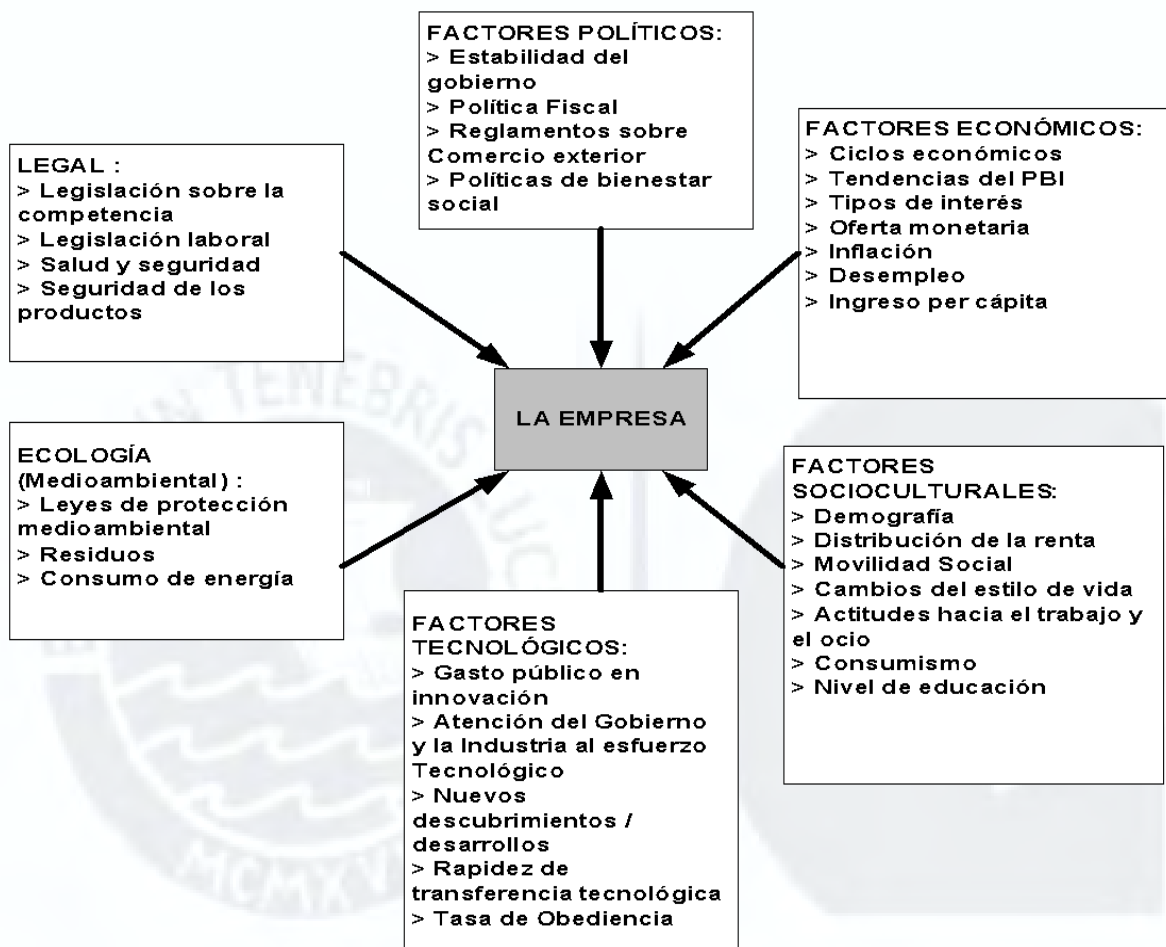 FACTORES POLÍTICOS:
> Estabilidad del
gobierno
> Política Fiscal
> Reglamentos sobre
Comercio exterior
> Políticas de bienestar
social
FACTORES ECONÓMICOS:
> Ciclos económicos
> Tendencias del PBI
> Tipos de interés
> Oferta monetaria
> Inflación
> Desempleo
> Ingreso per cápita
LEGAL :
> Legislación sobre la
competencia
> Legislación laboral
> Salud y seguridad
> Seguridad de los
productos
LA EMPRESA
ECOLOGÍA
(Medioambiental) :
> Leyes de protección
medioambiental
> Residuos
> Consumo de energía
FACTORES
SOCIOCULTURALES:
> Demografía
> Distribución de la renta
> Movilidad Social
> Cambios del estilo de vida
> Actitudes hacia el trabajo y
el ocio
> Consumismo
> Nivel de educación
FACTORES
TECNOLÓGICOS:
> Gasto público en
innovación
> Atención del Gobierno
y la Industria al esfuerzo
Tecnológico
> Nuevos
descubrimientos /
desarrollos
> Rapidez de
transferencia tecnológica
> Tasa de Obediencia
IN TENEBRIS